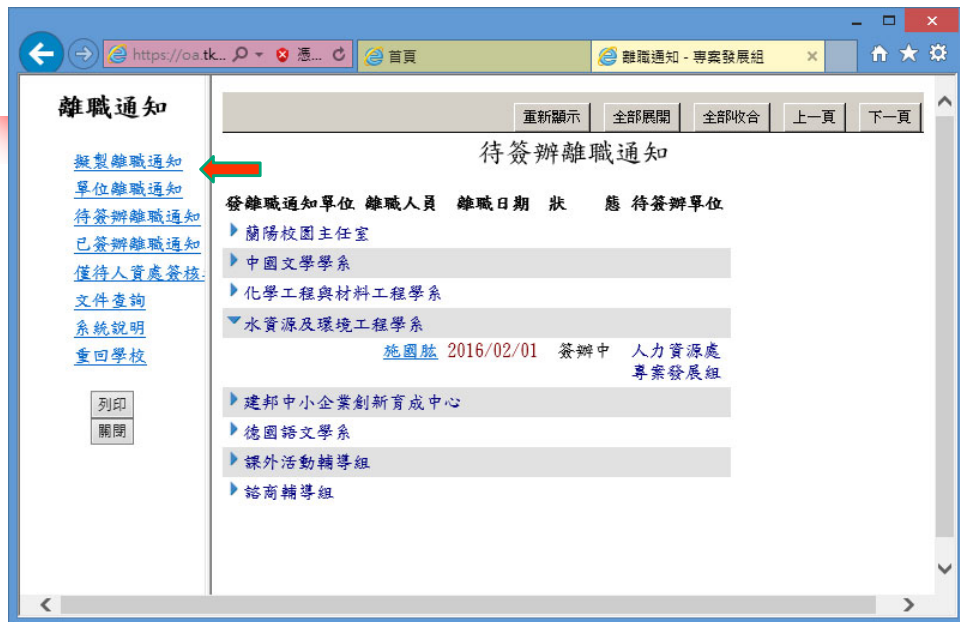 https://oa.tk... 憑... 首頁 離職通知 - 專案發展組
離職通知
擬製離職通知
單位離職通知
待簽辦離職通知
已簽辦離職通知
僅待人資處簽核
文件查詢
系統說明
重回學校
列印
關閉
重新顯示 全部展開 全部收合 上一頁 下一頁
待簽辦離職通知
發離職通知單位 離職人員 離職日期 狀 態 待簽辦單位
蘭陽校園主任室
中國文學學系
化學工程與材料工程學系
水資源及環境工程學系
施國肱 2016/02/01 簽辦中 人力資源處
專案發展組
建邦中小企業創新育成中心
德國語文學系
課外活動輔導組
諮商輔導組